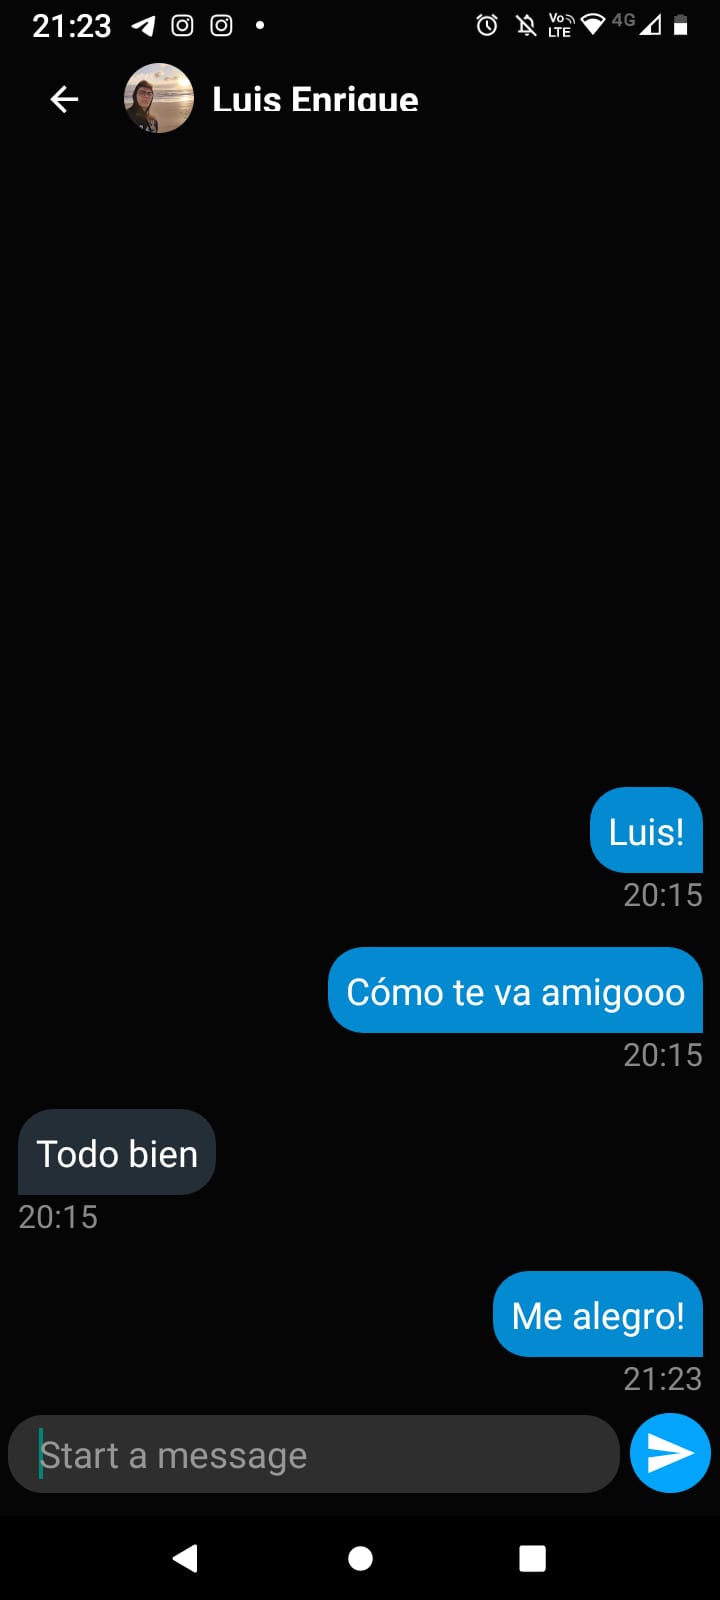 21:23
Vo LTE 4G
Luis Enrique
Luis!
20:15
Cómo te va amigooo
20:15
Todo bien
20:15
Me alegro!
21:23
Start a message